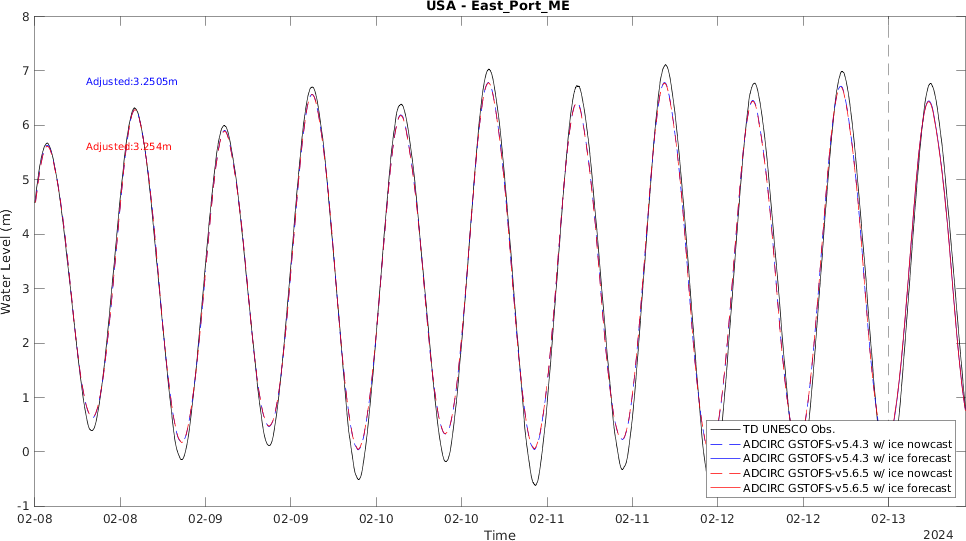 USA - East_Port_ME
8
7
6
5
4
3
2
1
0
-1
Water Level (m)
Adjusted:3.2505m
Adjusted:3.254m
TD UNESCO Obs.
ADCIRC GSTOFS-v5.4.3 w/ ice nowcast
ADCIRC GSTOFS-v5.4.3 w/ ice forecast
ADCIRC GSTOFS-v5.6.5 w/ ice nowcast
ADCIRC GSTOFS-v5.6.5 w/ ice forecast
02-08 02-08 02-09 02-09 02-10 02-10 02-11 02-11 02-12 02-12 02-13
Time
2024